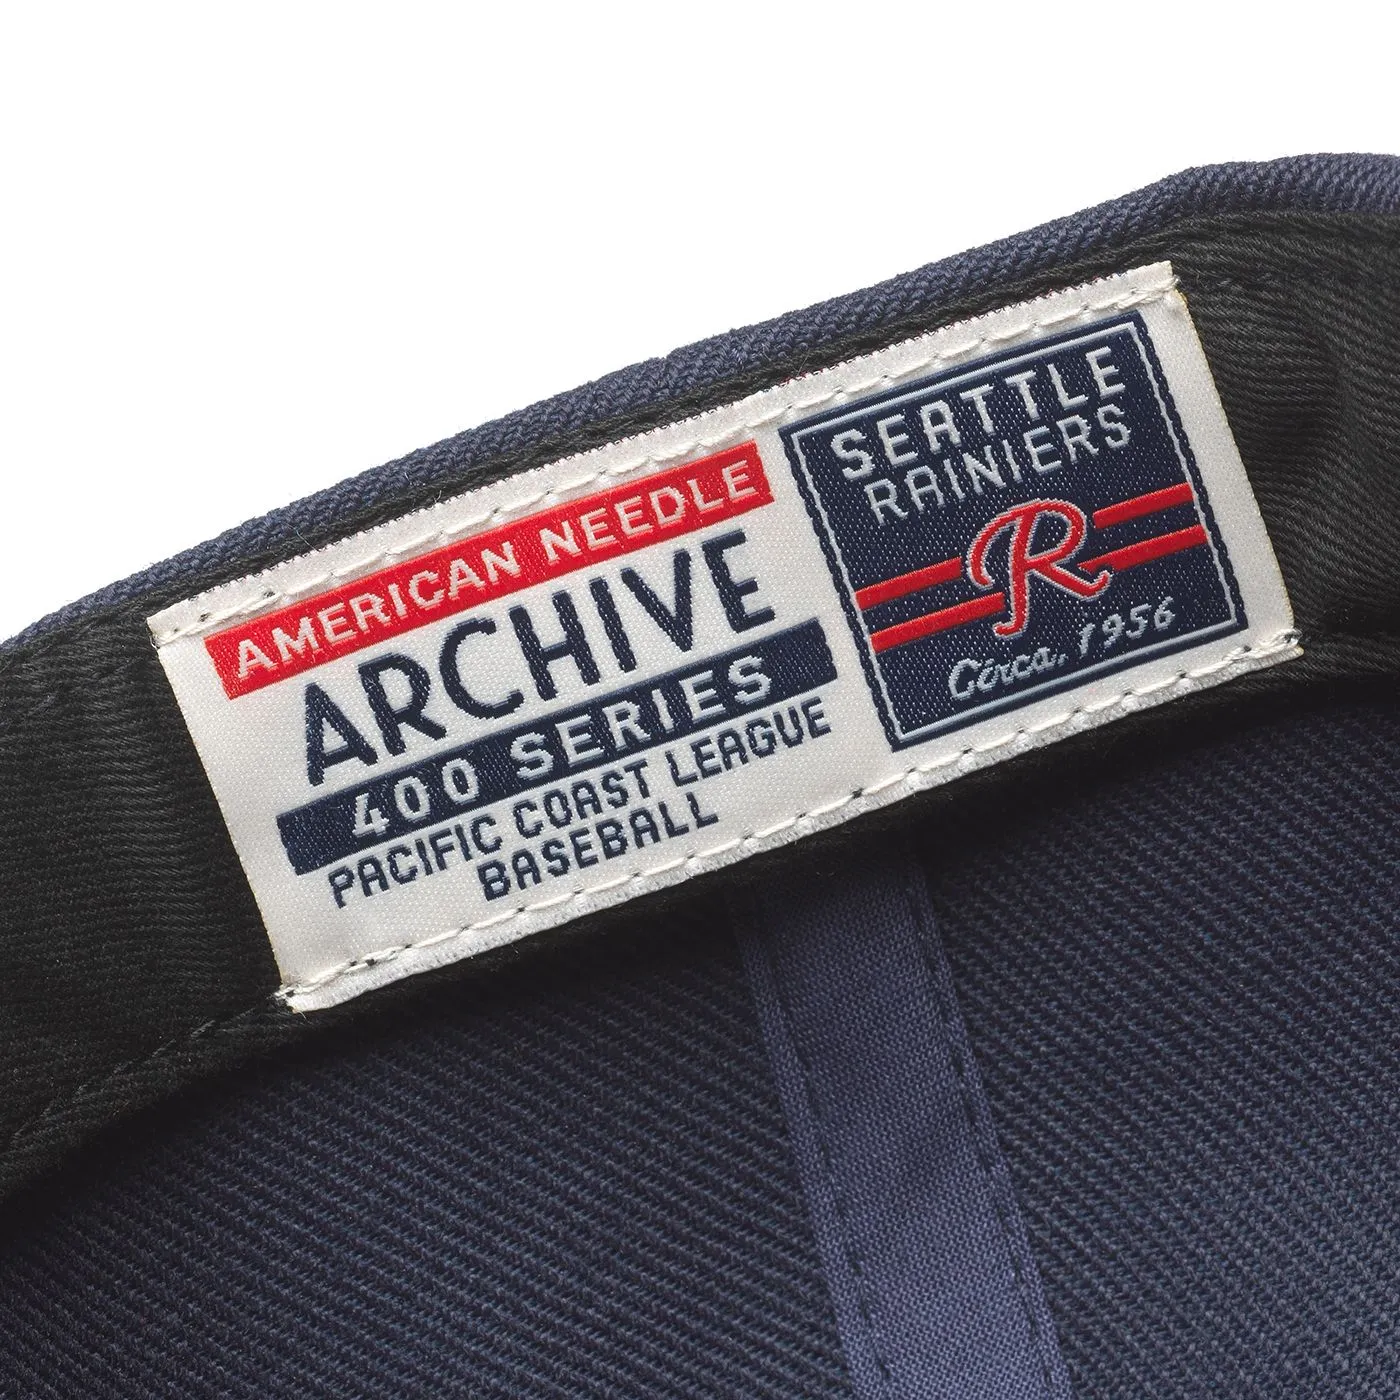 AMERICAN NEEDLE
ARCHIVE
400 SERIES
PACIFIC COAST LEAGUE
BASEBALL
SEATTLE
RAINIERS
R
Circa. 1956